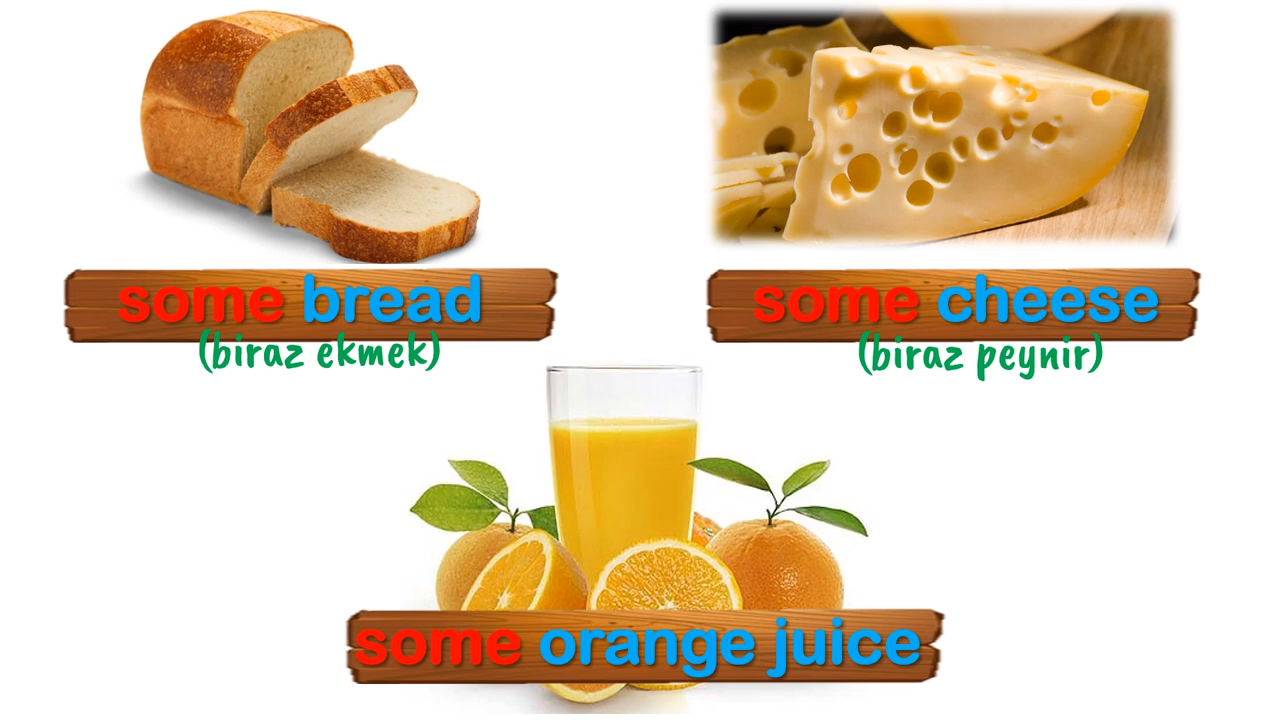 some bread
(biraz ekmek)
some cheese
(biraz peynir)
some orange juice